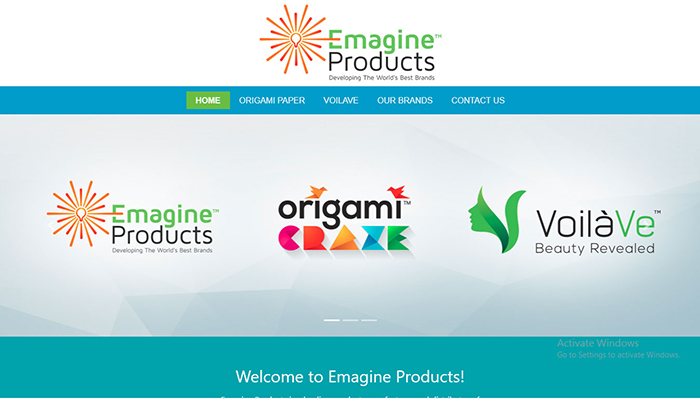 Emagine™
Products
Developing The World's Best Brands
HOME ORIGAMI PAPER VOILAVE OUR BRANDS CONTACT US
Emagine™
Products
Developing The World's Best Brands
origami™
CRAZE
VoilàVe™
Beauty Revealed
Activate Windows
Go to Settings to activate Windows.
Welcome to Emagine Products!